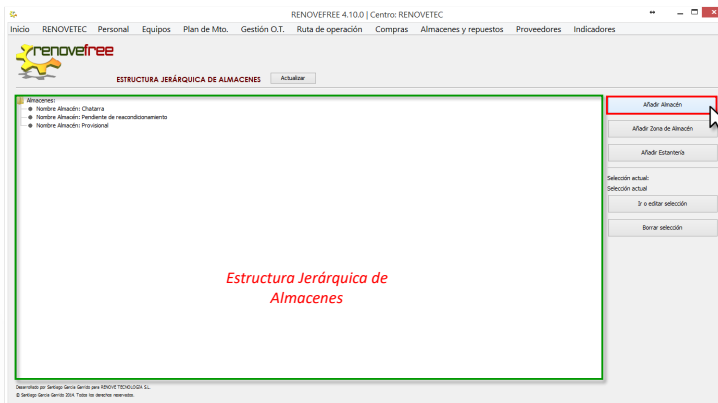 RENOVEFREE 4.10.0 | Centro: RENOVETEC
Inicio RENOVETEC Personal Equipos Plan de Mto. Gestión O.T. Ruta de operación Compras Almacenes y repuestos Proveedores Indicadores
renovefree
ESTRUCTURA JERÁRQUICA DE ALMACENES Actualizar
Almacenes:
Nombre Almacén: Chatarra
Nombre Almacén: Pendiente de reacondicionamiento
Nombre Almacén: Provisional
Añadir Almacén
Añadir Zona de Almacén
Añadir Estantería
Selección actual:
Selección actual
Ir o editar selección
Borrar selección
Estructura Jerárquica de
Almacenes
Desarrollado por Santiago García Garrido para RENOVE TECNOLOGÍA S.L.
© Santiago García Garrido 2014. Todos los derechos reservados.